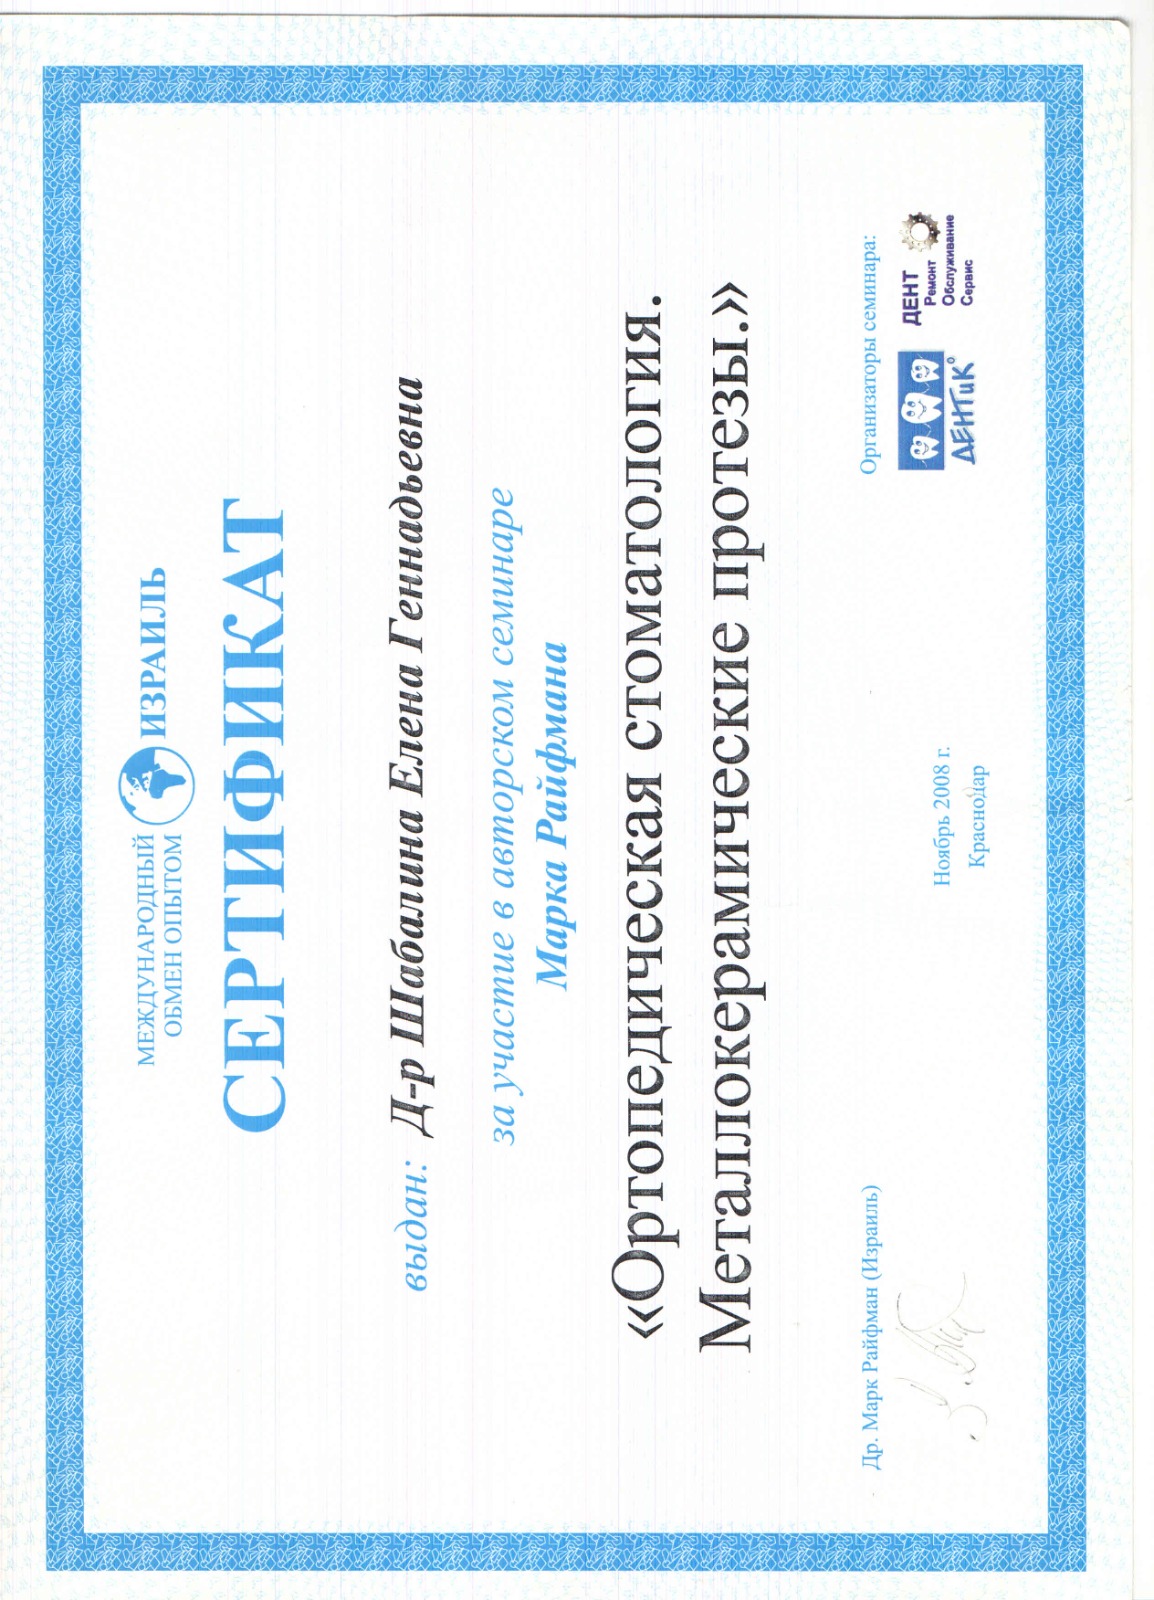 МЕЖДУНАРОДНЫЙ
ОБМЕН ОПЫТОМ
ИЗРАИЛЬ
СЕРТИФИКАТ
выдан: Д-р Шабалина Елена Геннадьевна
за участие в авторском семинаре
Марка Райфмана
«Ортопедическая стоматология.
Металлокерамические протезы.»
Др. Марк Райфман (Израиль)
Ноябрь 2008 г.
Краснодар
Организаторы семинара:
ДЕНТиК
ДЕНТ
Ремонт
Обслуживание
Сервис